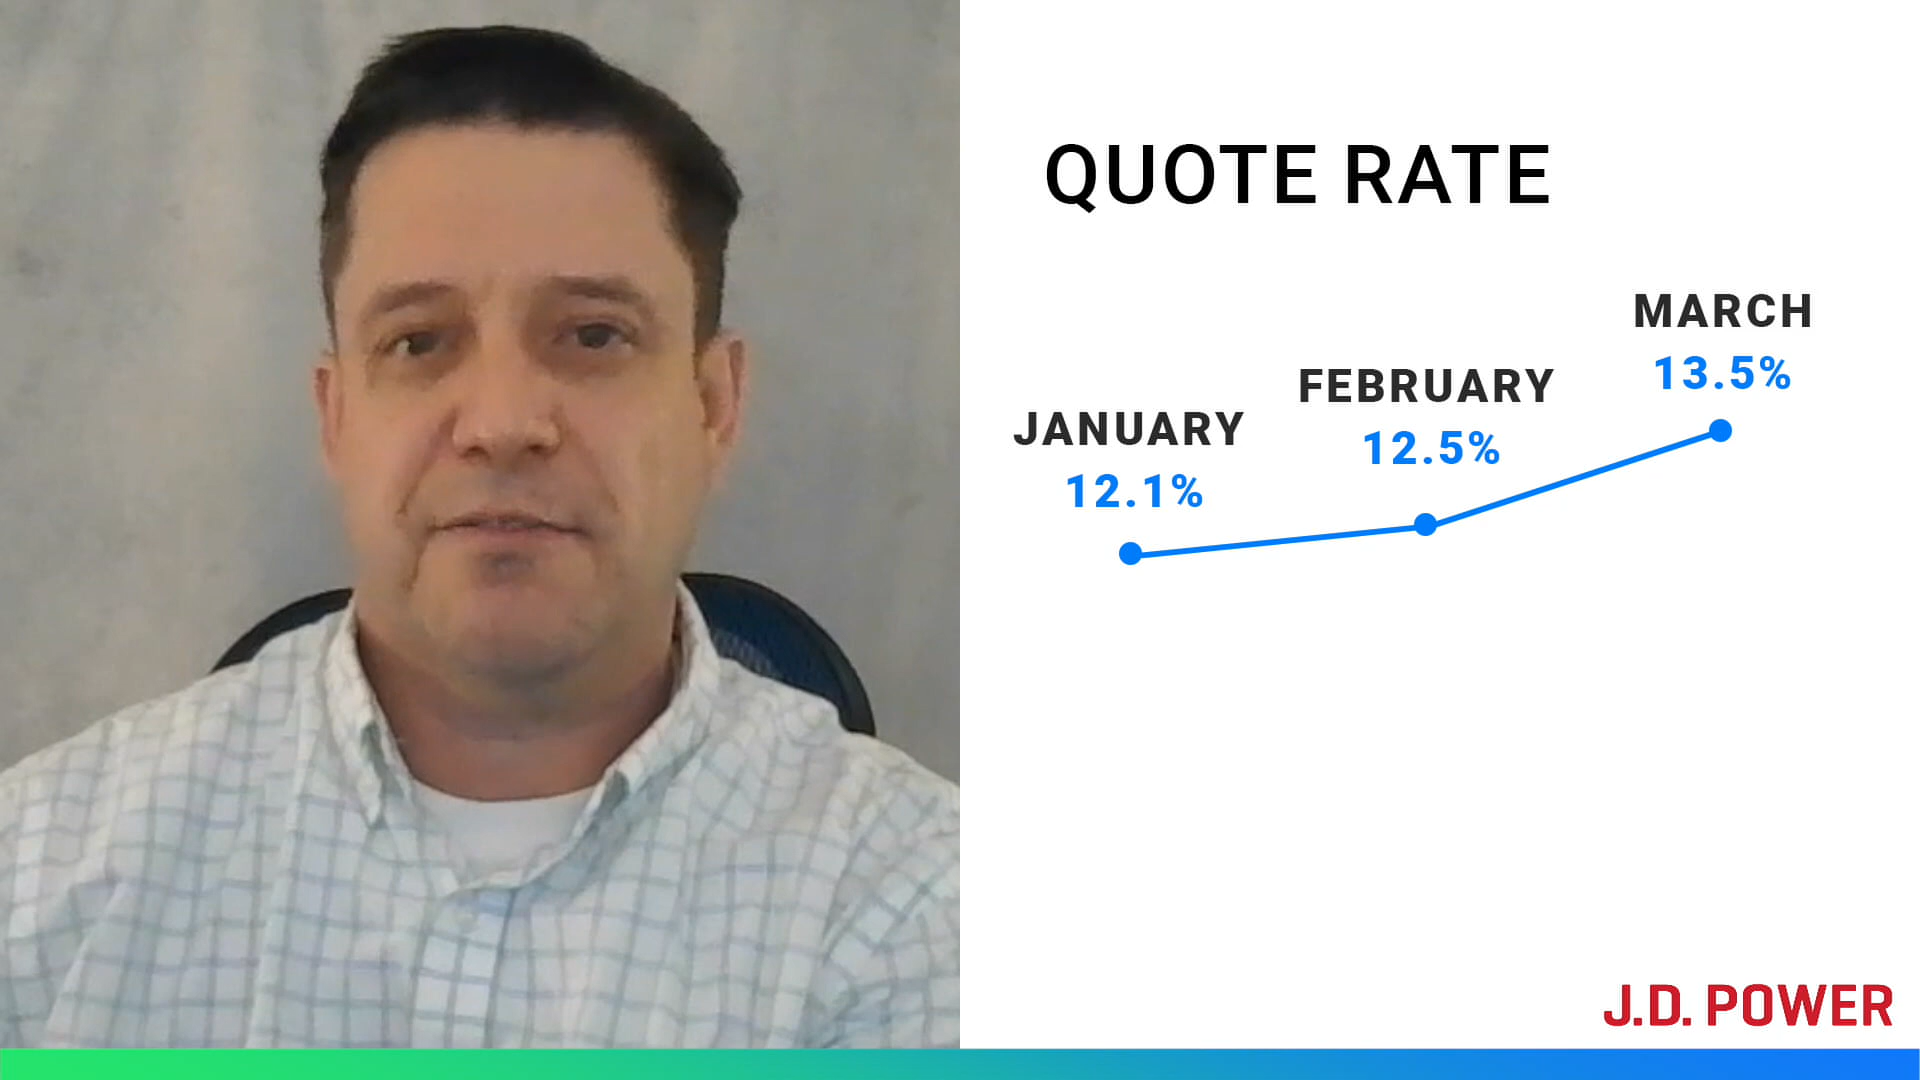 QUOTE RATE
JANUARY
12.1%
FEBRUARY
12.5%
MARCH
13.5%
J.D. POWER